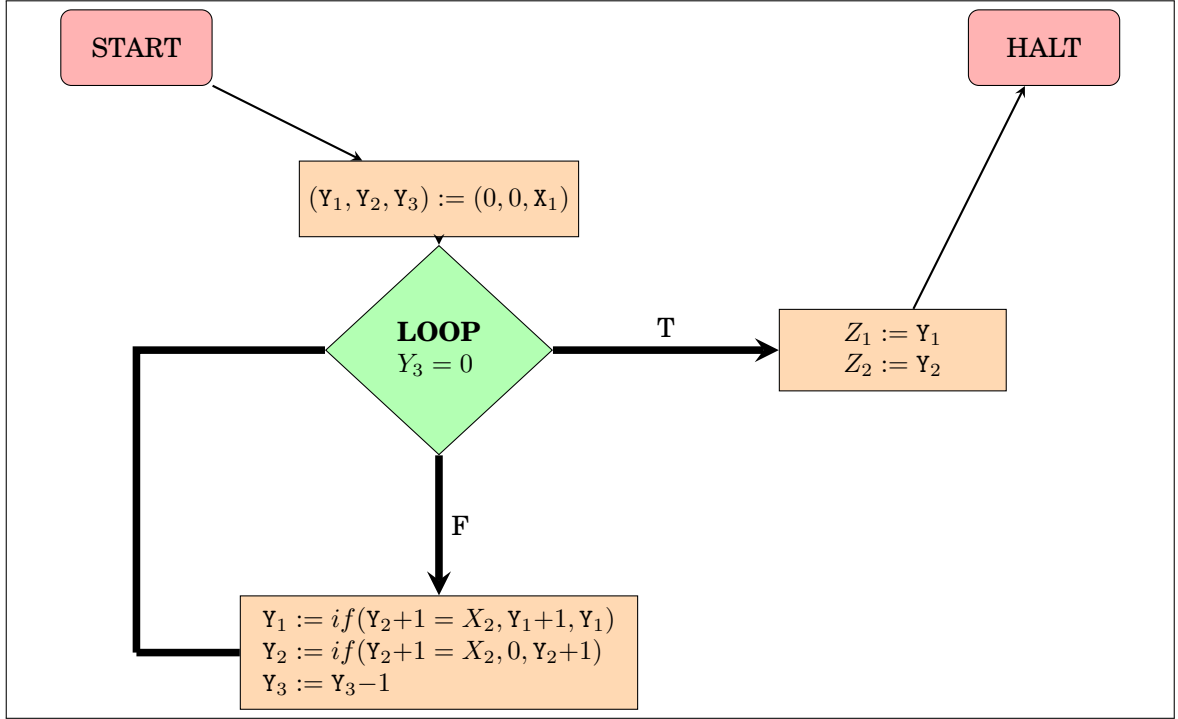 START
HALT
(Y₁, Y₂, Y₃) := (0, 0, X₁)
LOOP
Y₃ = 0
T
Z₁ := Y₁
Z₂ := Y₂
F
Y₁ := if(Y₂+1 = X₂, Y₁+1, Y₁)
Y₂ := if(Y₂+1 = X₂, 0, Y₂+1)
Y₃ := Y₃−1